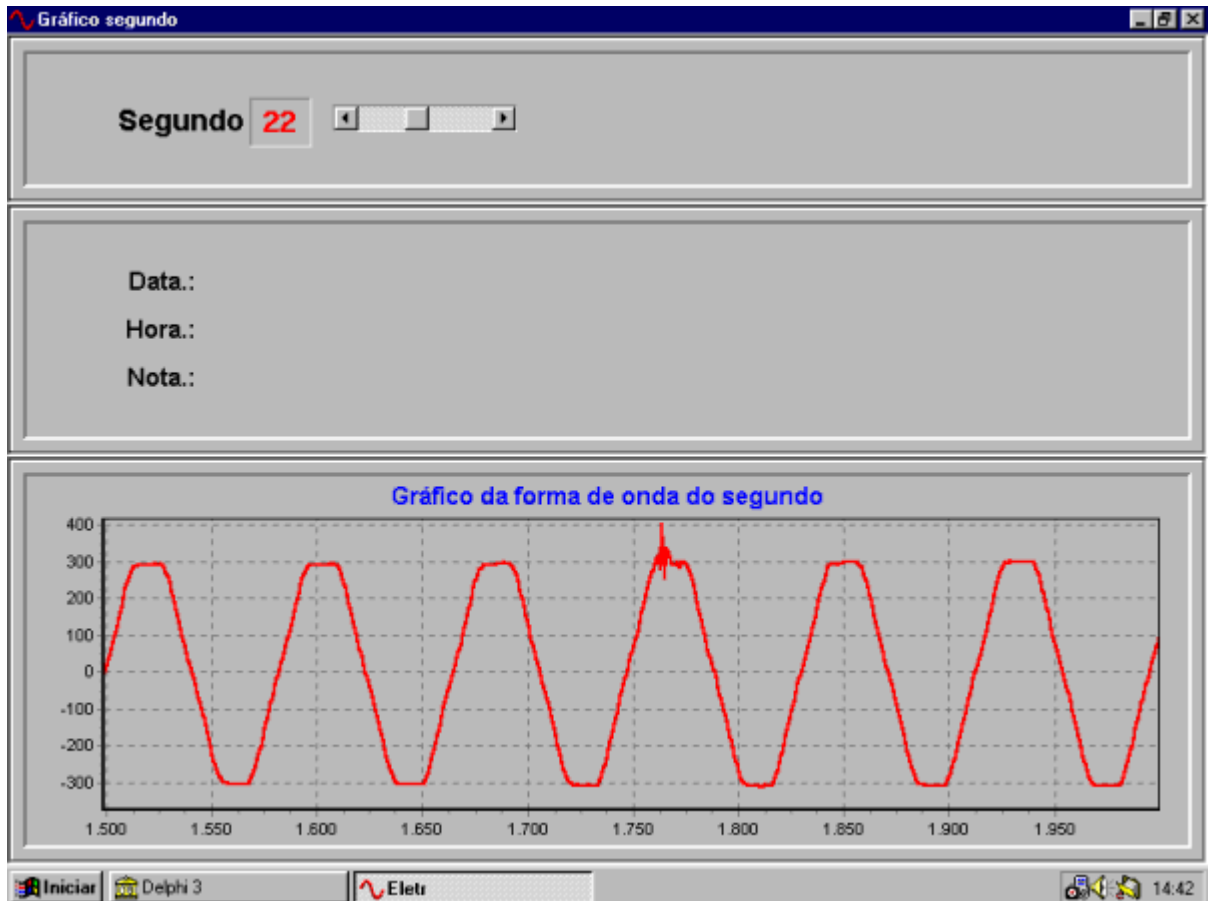 Gráfico segundo
Segundo 22
Data.:
Hora.:
Nota.:
Gráfico da forma de onda do segundo
400
300
200
100
0
-100
-200
-300
1.500 1.550 1.600 1.650 1.700 1.750 1.800 1.850 1.900 1.950
Iniciar Delphi 3 Eletr 14:42